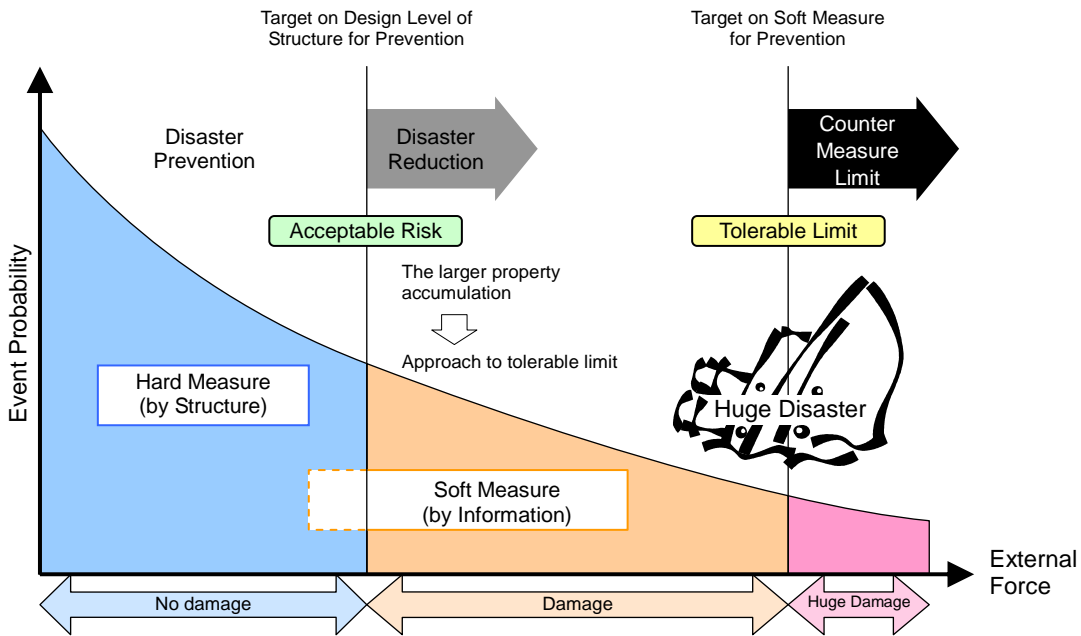 Target on Design Level of
Structure for Prevention
Target on Soft Measure
for Prevention
Disaster
Prevention
Disaster
Reduction
Counter
Measure
Limit
Acceptable Risk
Tolerable Limit
The larger property
accumulation
Approach to tolerable limit
Event Probability
Hard Measure
(by Structure)
Huge Disaster
Soft Measure
(by Information)
External
Force
No damage
Damage
Huge Damage